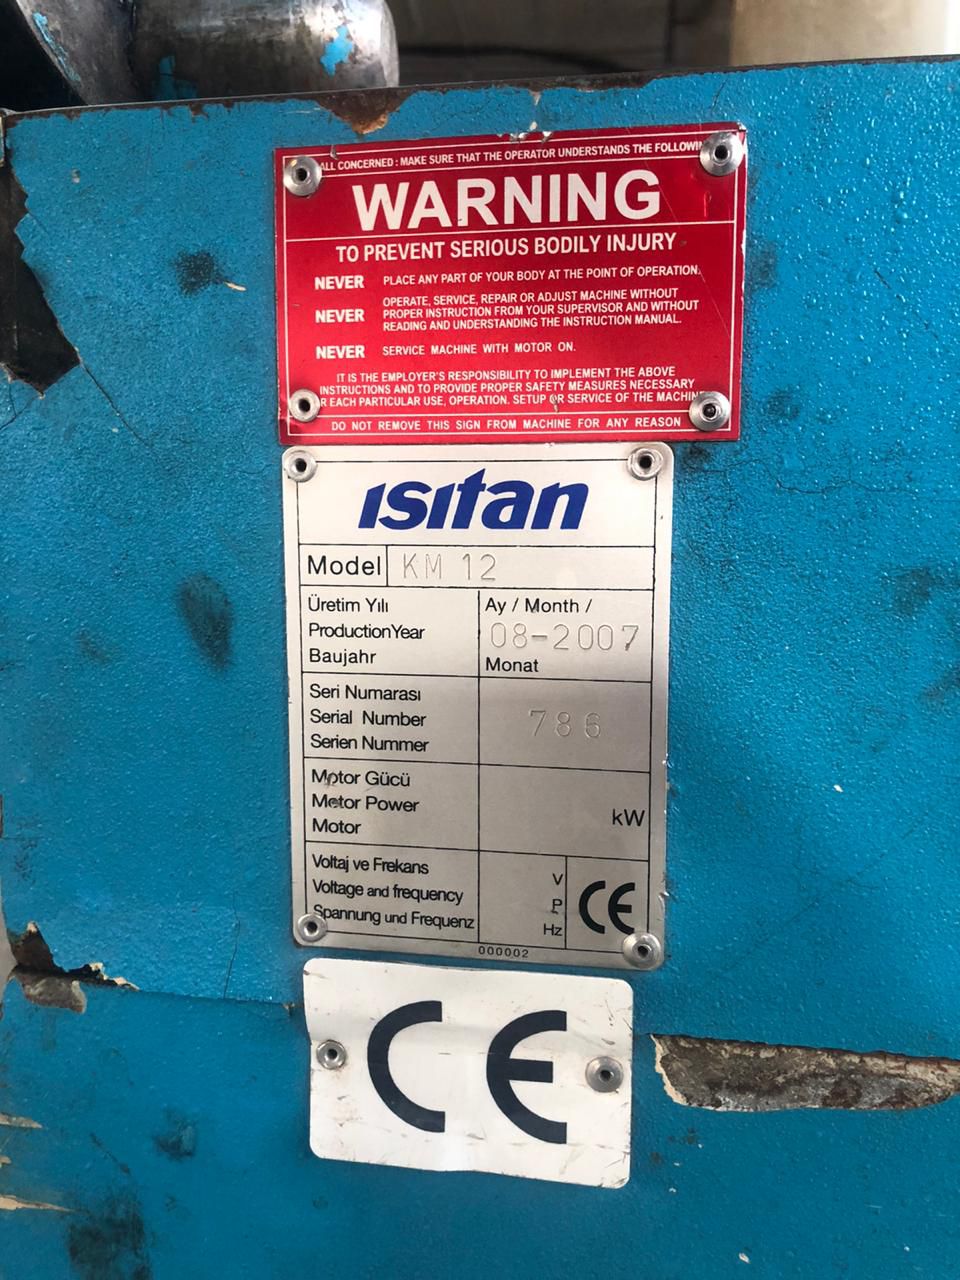 ALL CONCERNED : MAKE SURE THAT THE OPERATOR UNDERSTANDS THE
WARNING
TO PREVENT SERIOUS BODILY INJURY
NEVER PLACE ANY PART OF YOUR BODY AT THE POINT OF OPERATION.
NEVER OPERATE, SERVICE, REPAIR OR ADJUST MACHINE WITHOUT
PROPER INSTRUCTION FROM YOUR SUPERVISOR AND WITHOUT
READING AND UNDERSTANDING THE INSTRUCTION MANUAL.
NEVER SERVICE MACHINE WITH MOTOR ON.
IT IS THE EMPLOYER'S RESPONSIBILITY TO IMPLEMENT THE ABOVE
INSTRUCTIONS AND TO PROVIDE PROPER SAFETY MEASURES NECESSARY
EACH PARTICULAR USE, OPERATION. SETUP OR SERVICE OF THE
DO NOT REMOVE THIS SIGN FROM MACHINE FOR ANY REASON
ısıtan
Model KM 12
Üretim Yılı
Production Year
Baujahr
Ay / Month /
08-2007
Monat
Seri Numarası
Serial Number
Serien Nummer
786
Motor Gücü
Motor Power
Motor
kW
Voltaj ve Frekans
Voltage and frequency
Spannung und Frequenz
V
P
Hz
CE
000002
CE